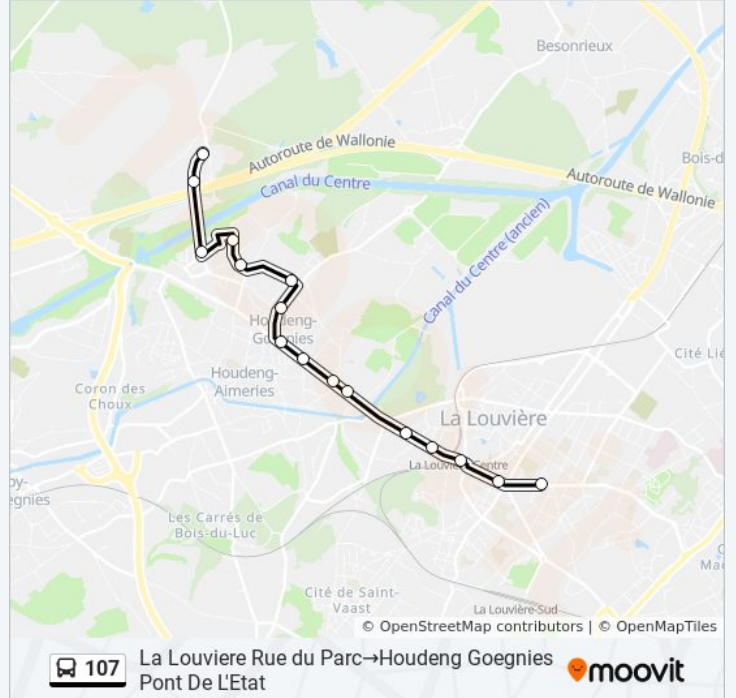 Besonrieux
Autoroute de Wallonie
Bois-d
Canal du Centre
Autoroute de Wallonie
Canal du Centre (ancien)
Houdeng-
Goegnies
Cité Lié
Houdeng-
Aimeries
Coron des
Choux
La Louvière
La Louvière-Centre
oy-
egnies
Les Carrés de
Bois-du-Luc
C
Mai
Cité de Saint-
Vaast
La Louvière-Sud
© OpenStreetMap contributors | © OpenMapTiles
107
La Louviere Rue du Parc→Houdeng Goegnies
Pont De L'Etat
moovit